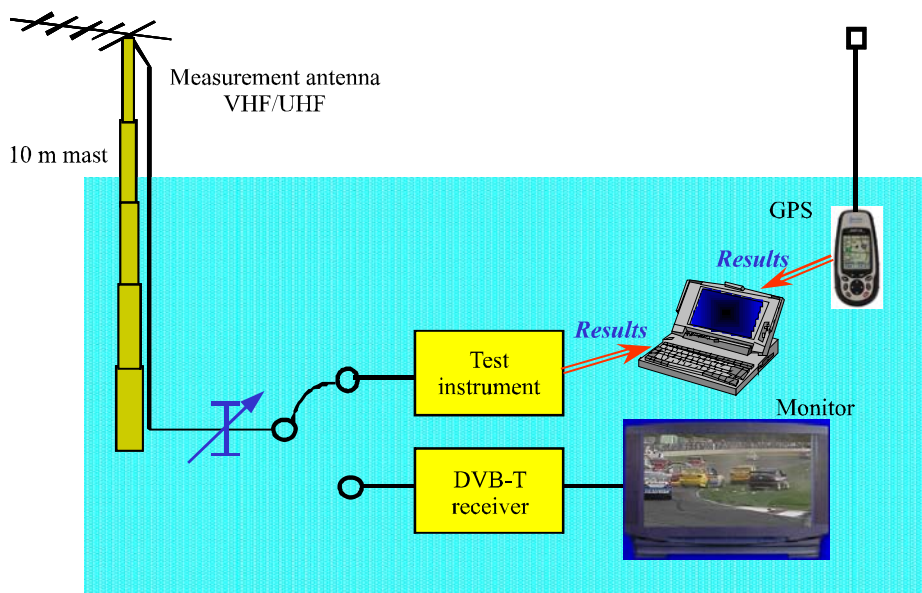 Measurement antenna
VHF/UHF
10 m mast
GPS
Results
Results
Test
instrument
Monitor
DVB-T
receiver